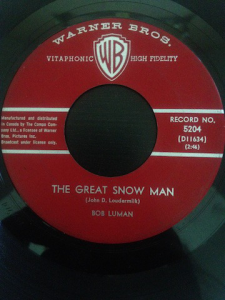 WARNER BROS.
VITAPHONIC HIGH FIDELITY
WB
Manufactured and distributed
in Canada by The Compo Com-
pany Ltd., a licensee of Warner
Bros.
Broadcast under license only.
RECORD NO.
5204
(D11634)
(2:46)
THE GREAT SNOW MAN
(John D. Loudermilk)
BOB LUMAN